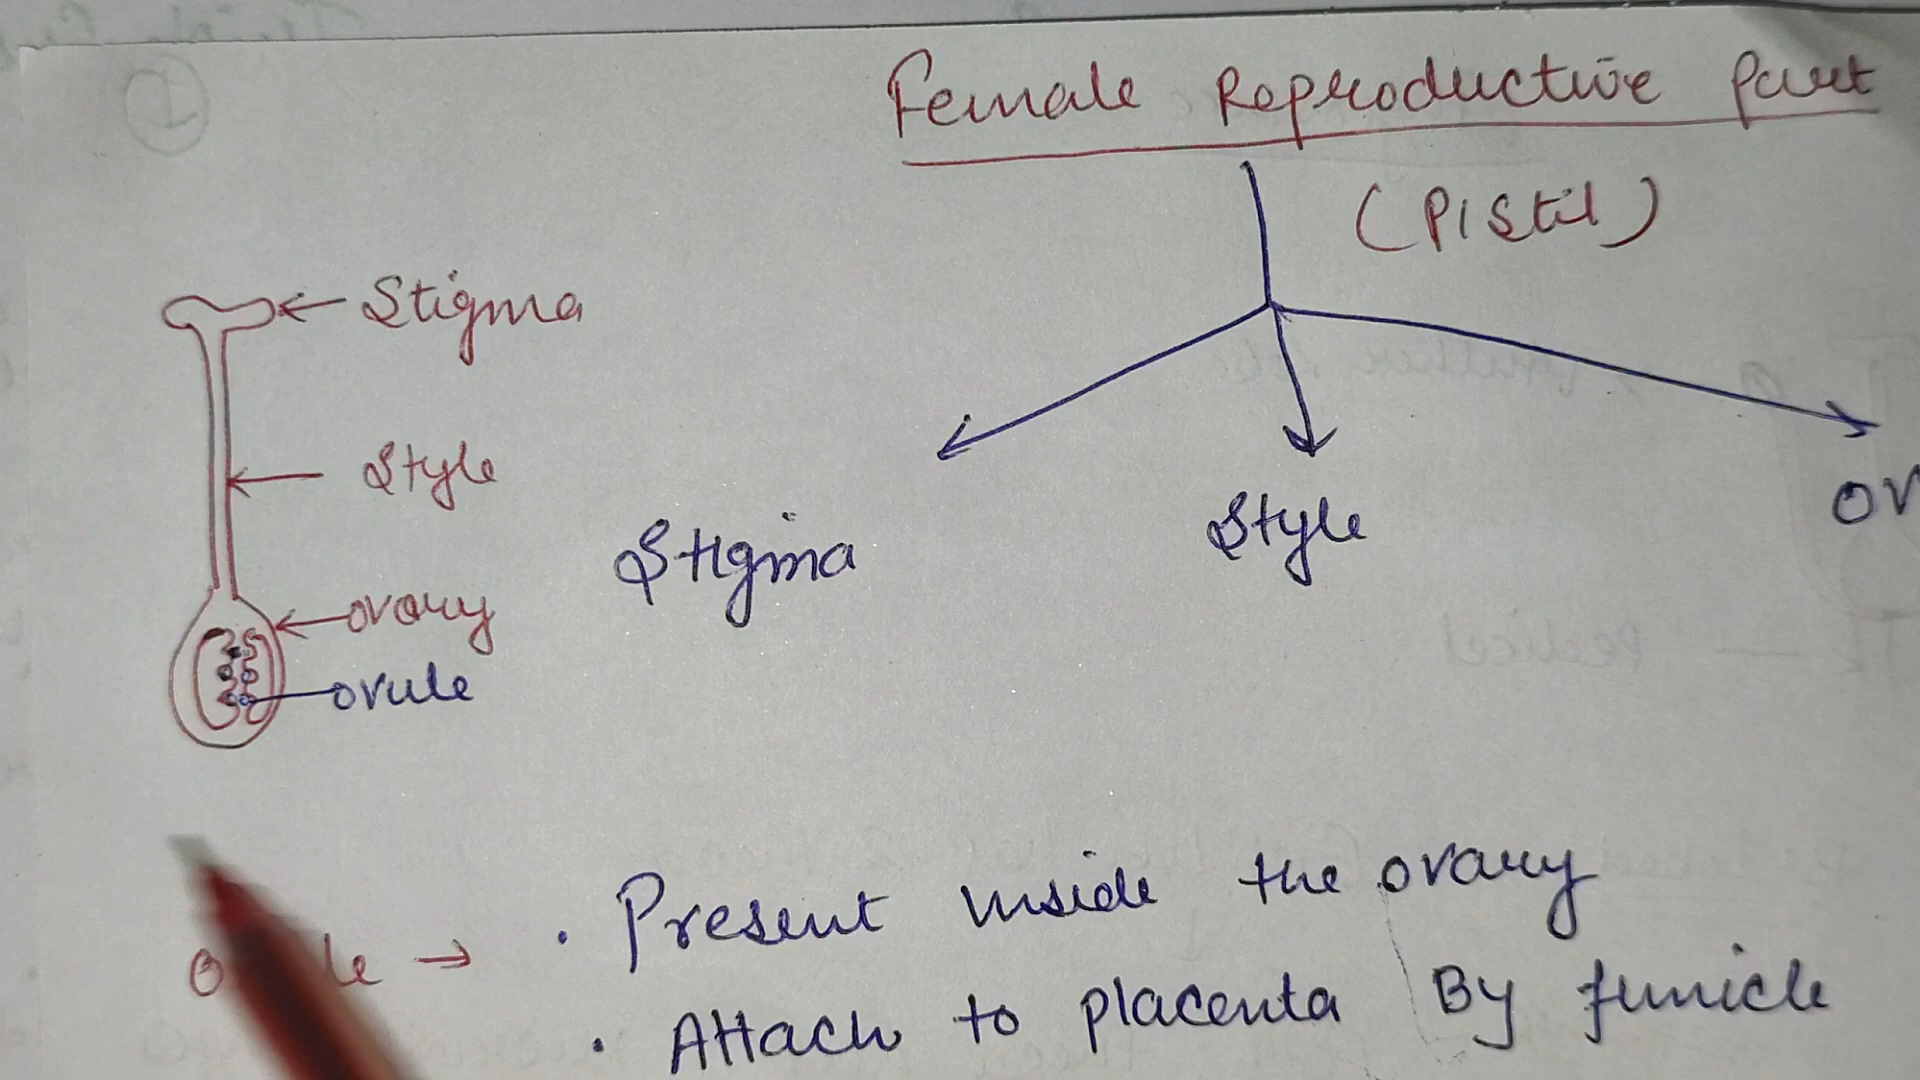 1
Female Reproductive Part
(PIStil)
Stigma
Style
ovary
ovule
Stigma
Style
• Present inside the ovary
• Attach to placenta By funicle